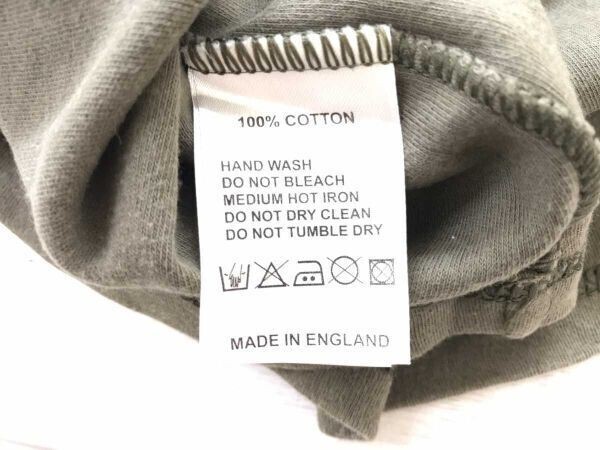 100% COTTON
HAND WASH
DO NOT BLEACH
MEDIUM HOT IRON
DO NOT DRY CLEAN
DO NOT TUMBLE DRY
MADE IN ENGLAND